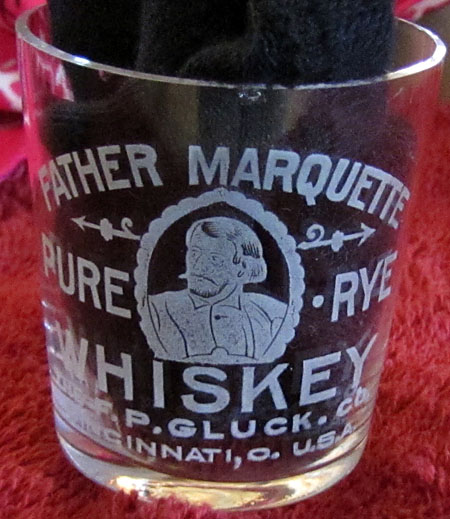 FATHER MARQUETTE
PURE · RYE
WHISKEY
F.P. GLUCK. CO.
CINCINNATI, O. U.S.A.